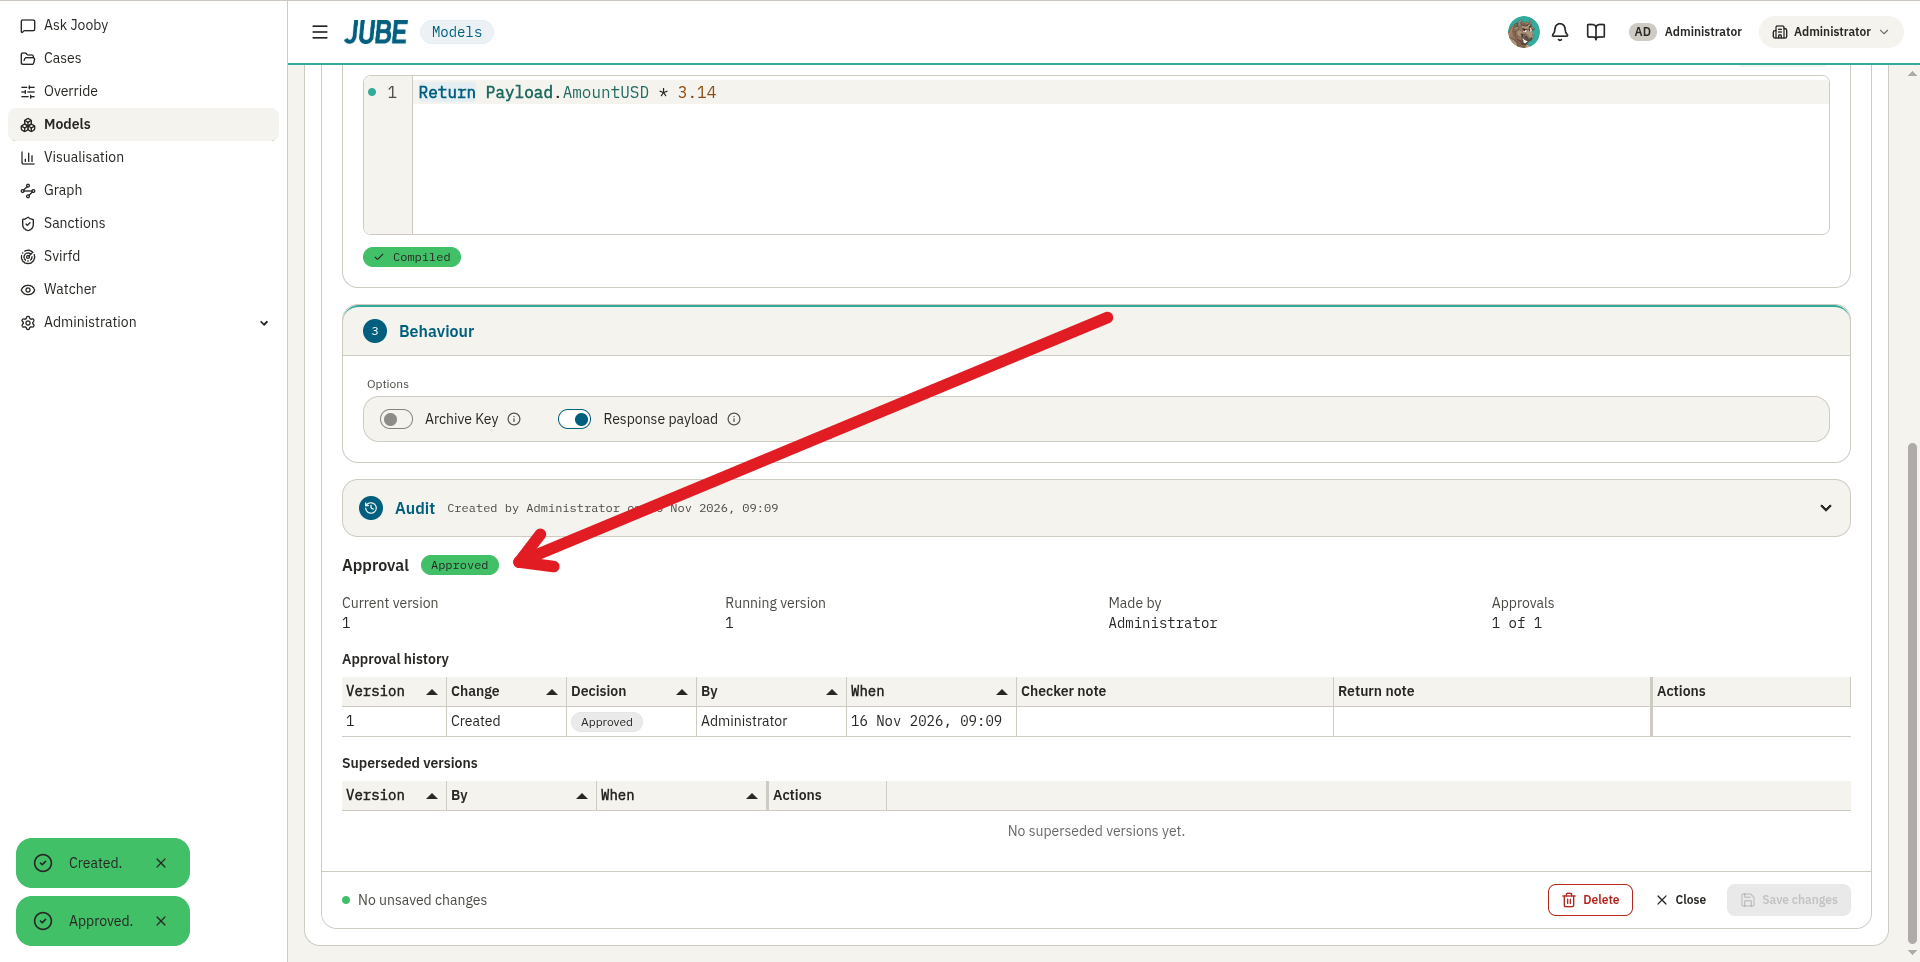 Ask Jooby
Cases
Override
Models
Visualisation
Graph
Sanctions
Svirfd
Watcher
Administration
JUBE Models
AD Administrator Administrator
1 Return Payload.AmountUSD * 3.14
Compiled
3 Behaviour
Options
Archive Key Response payload
Audit Created by Administrator Nov 2026, 09:09
Approval Approved
Current version Running version Made by Approvals
1 1 Administrator 1 of 1
Approval history
Version Change Decision By When Checker note Return note Actions
1 Created Approved Administrator 16 Nov 2026, 09:09
Superseded versions
Version By When Actions
No superseded versions yet.
Created.
Approved.
No unsaved changes
Delete Close Save changes